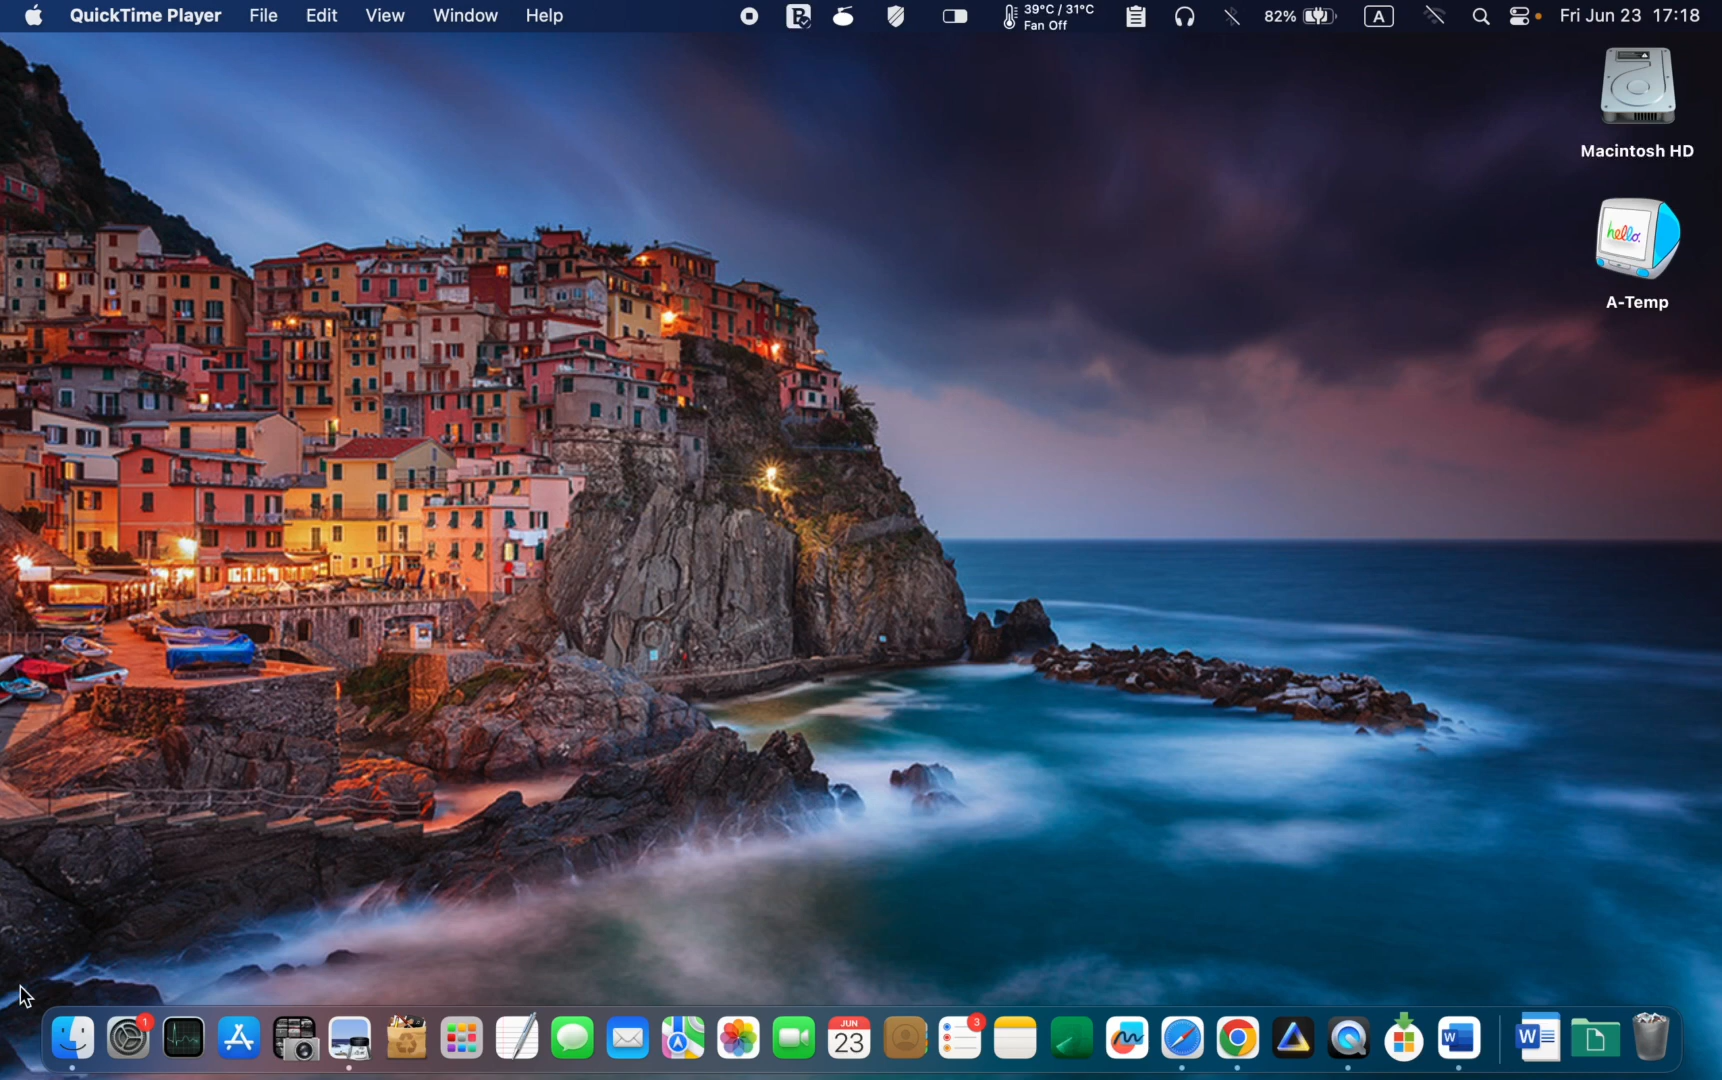 QuickTime Player File Edit View Window Help 39°C / 31°C 82% A Fri Jun 23 17:18
Fan Off
Macintosh HD
hello.
A-Temp
1
JUN
23
3
W
W